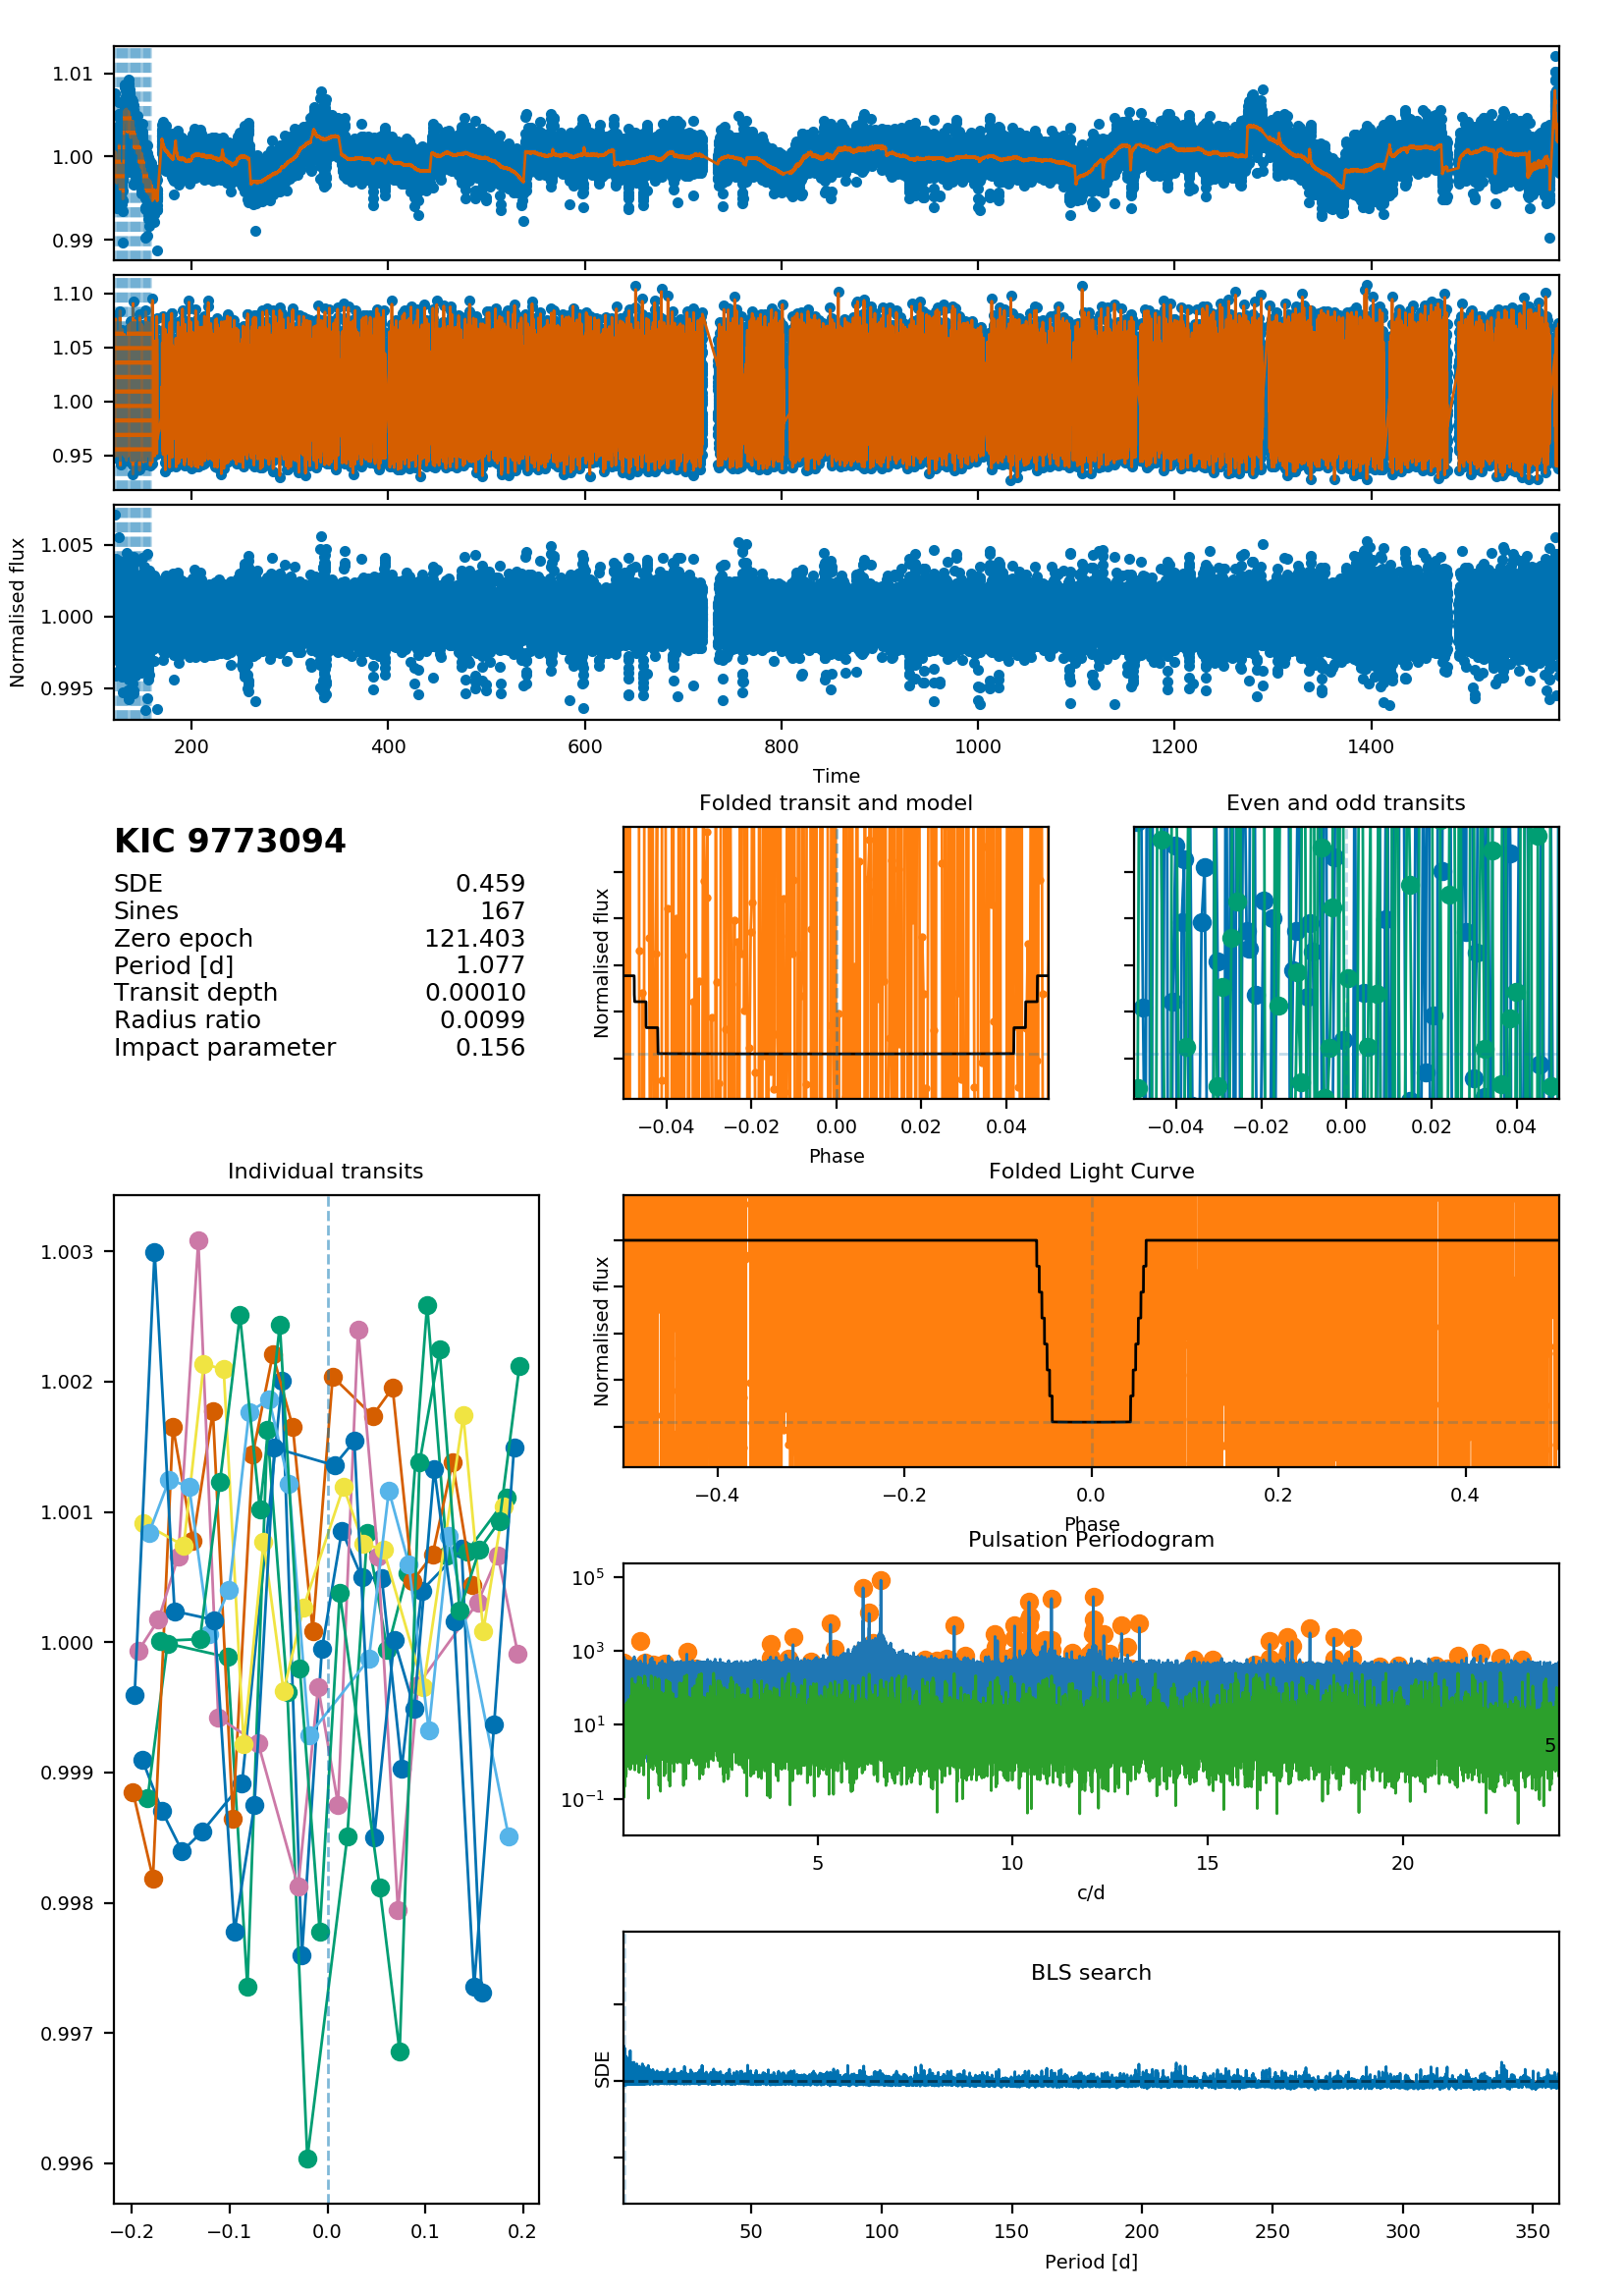 1.01
1.00
0.99
1.10
1.05
1.00
0.95
Normalised flux
1.005
1.000
0.995
200 400 600 800 1000 1200 1400
Time
KIC 9773094
SDE 0.459
Sines 167
Zero epoch 121.403
Period [d] 1.077
Transit depth 0.00010
Radius ratio 0.0099
Impact parameter 0.156
Folded transit and model
Normalised flux
−0.04 −0.02 0.00 0.02 0.04
Phase
Even and odd transits
−0.04 −0.02 0.00 0.02 0.04
Individual transits
1.003
1.002
1.001
1.000
0.999
0.998
0.997
0.996
−0.2 −0.1 0.0 0.1 0.2
Folded Light Curve
Normalised flux
−0.4 −0.2 0.0 0.2 0.4
Phase
Pulsation Periodogram
10⁵
10³
10¹
10⁻¹
5
5 10 15 20
c/d
BLS search
SDE
50 100 150 200 250 300 350
Period [d]